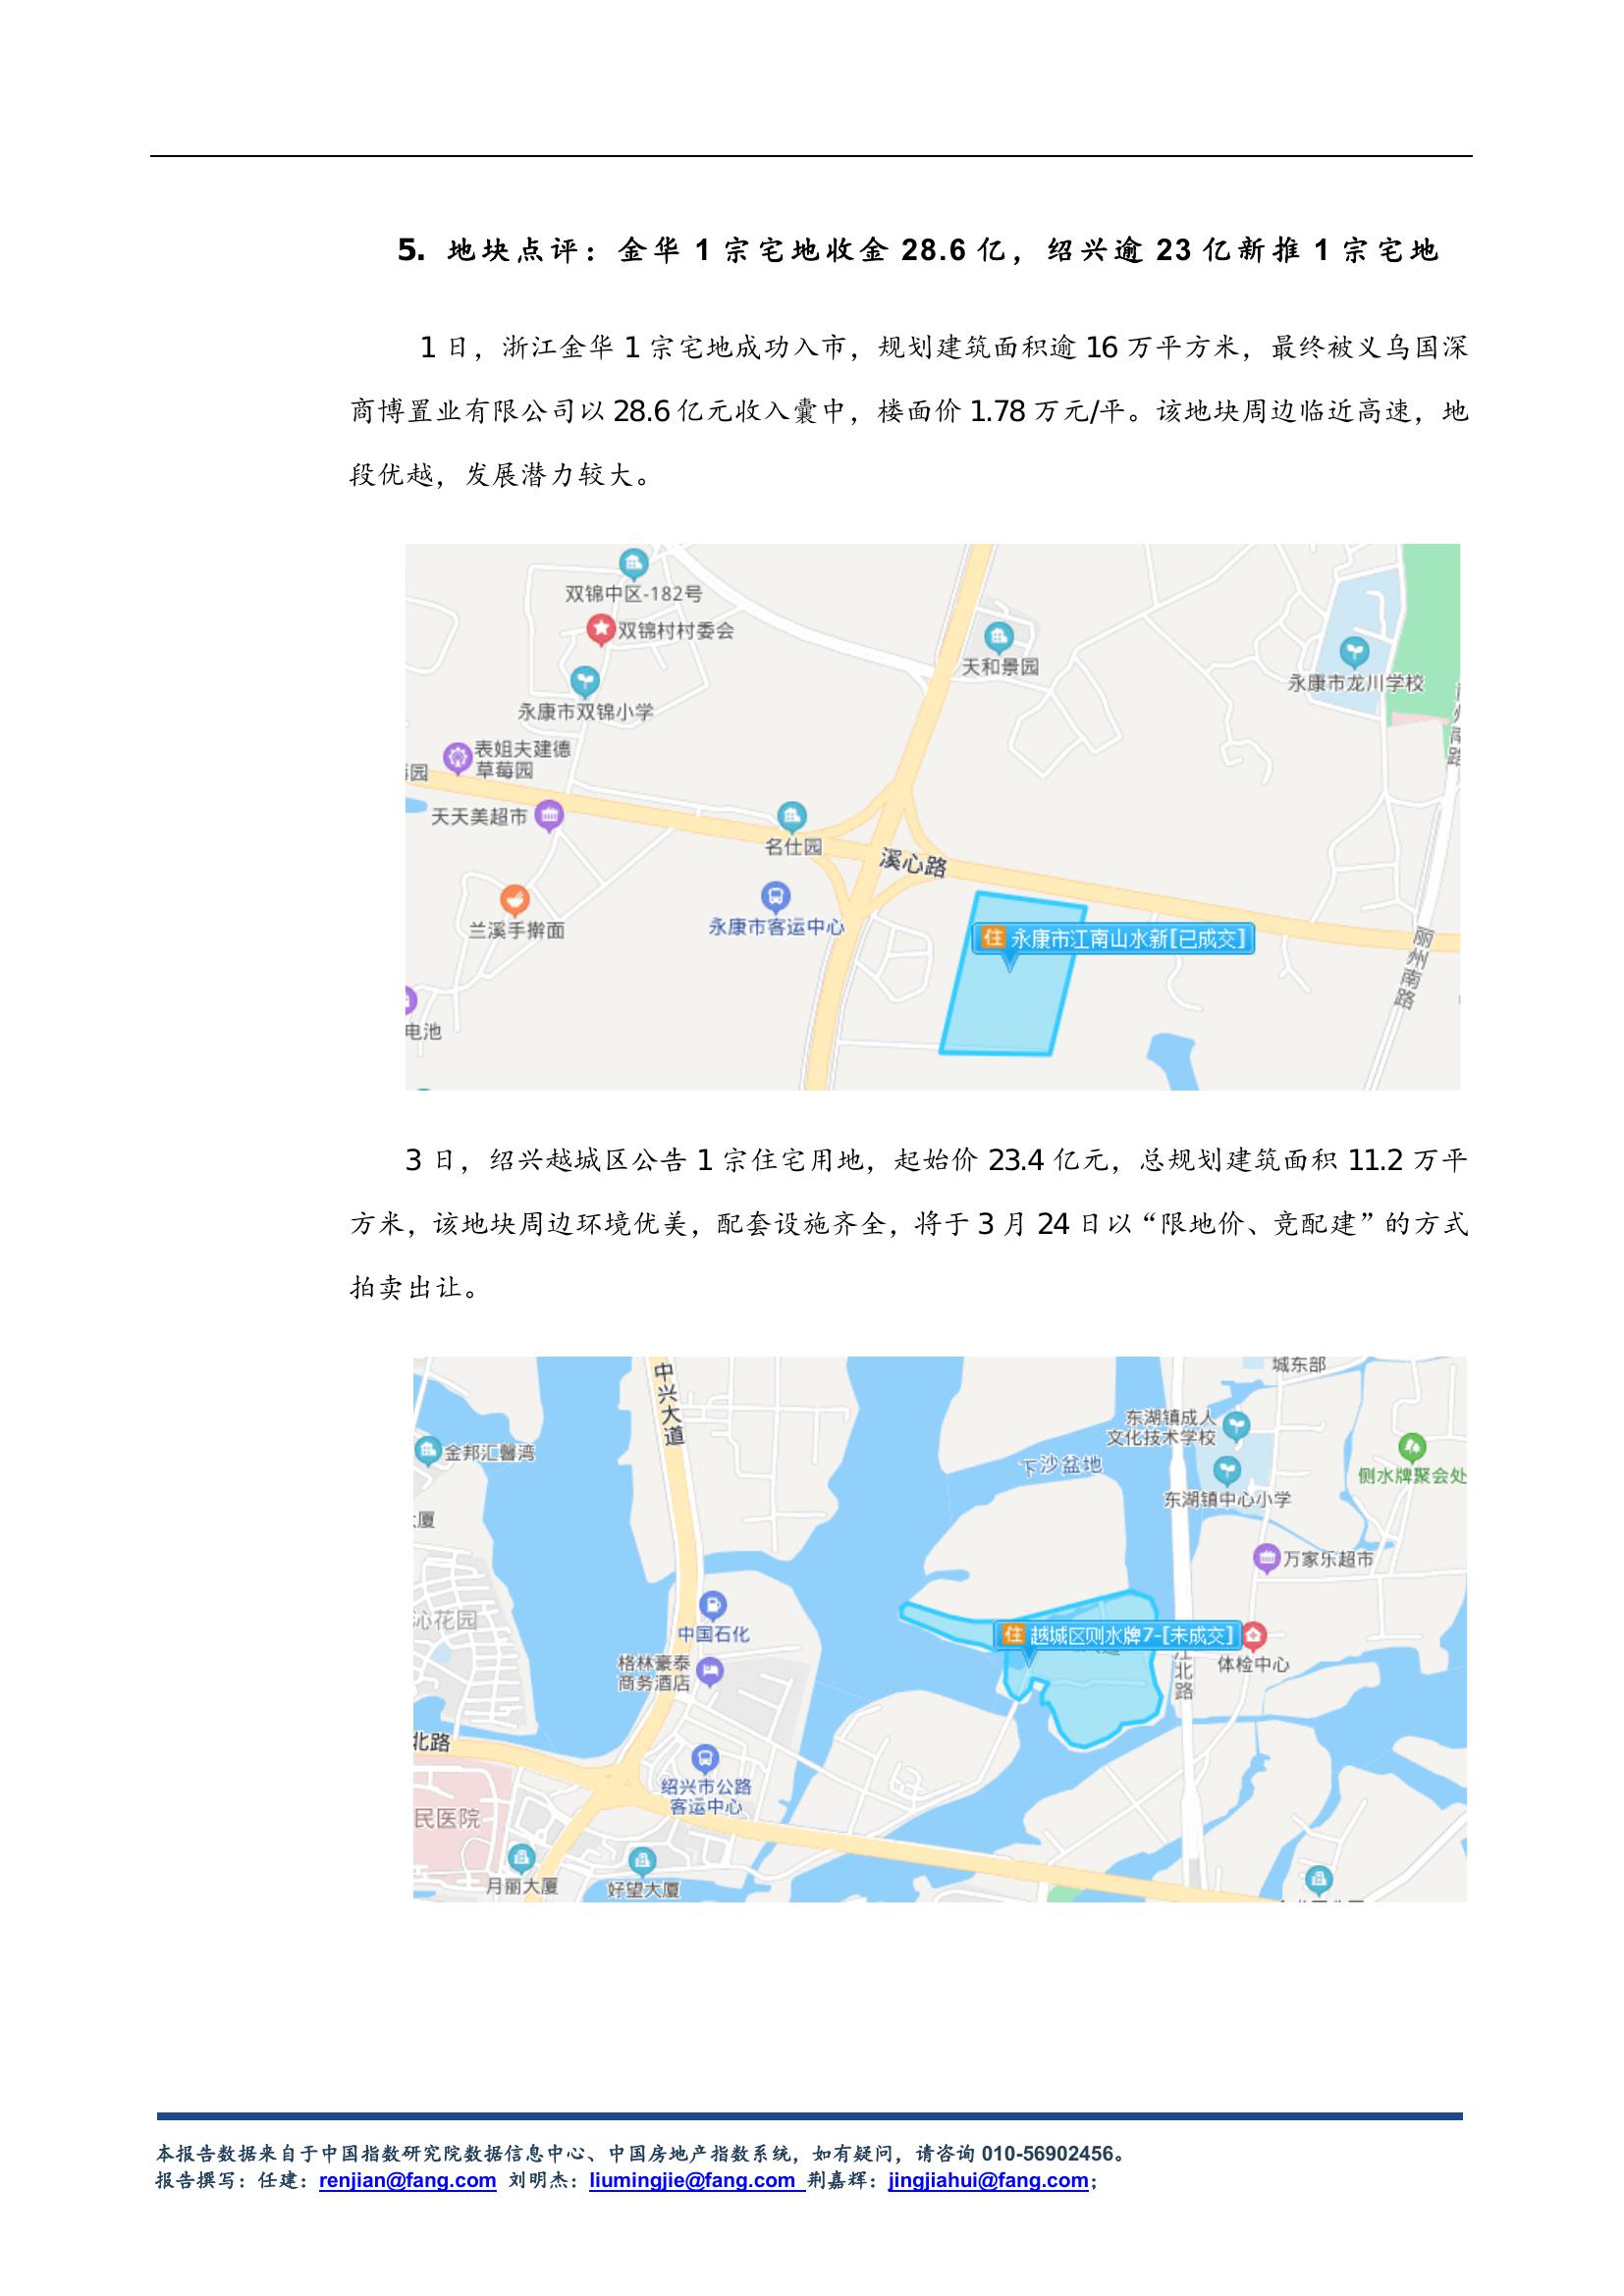 5. 地块点评：金华 1 宗宅地收金 28.6 亿，绍兴逾 23 亿新推 1 宗宅地
1 日，浙江金华 1 宗宅地成功入市，规划建筑面积逾 16 万平方米，最终被义乌国深
商博置业有限公司以 28.6 亿元收入囊中，楼面价 1.78 万元/平。该地块周边临近高速，地
段优越，发展潜力较大。
双锦中区-182号
双锦村村委会
天和景园
永康市龙川学校
永康市双锦小学
表姐夫建德
草莓园
园
天天美超市
名仕园
溪心路
兰溪手擀面
永康市客运中心
住 永康市江南山水新[已成交]
丽州南路
电池
3 日，绍兴越城区公告 1 宗住宅用地，起始价 23.4 亿元，总规划建筑面积 11.2 万平
方米，该地块周边环境优美，配套设施齐全，将于 3 月 24 日以“限地价、竞配建”的方式
拍卖出让。
中兴大道
城东部
东湖镇成人
文化技术学校
金邦汇馨湾
下沙盆地
侧水牌聚会处
东湖镇中心小学
厦
万家乐超市
沁花园
中国石化
住 越城区则水牌7-[未成交]
格林豪泰
商务酒店
体检中心
江北路
北路
绍兴市公路
客运中心
民医院
月丽大厦
好望大厦
本报告数据来自于中国指数研究院数据信息中心、中国房地产指数系统，如有疑问，请咨询 010-56902456。
报告撰写：任建：renjian@fang.com 刘明杰：liumingjie@fang.com 荆嘉辉：jingjiahui@fang.com；